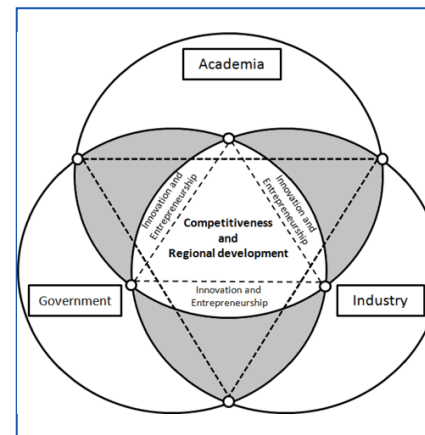 Academia
Innovation and
Entrepreneurship
Innovation and
Entrepreneurship
Competitiveness
and
Regional development
Innovation and
Entrepreneurship
Government
Industry